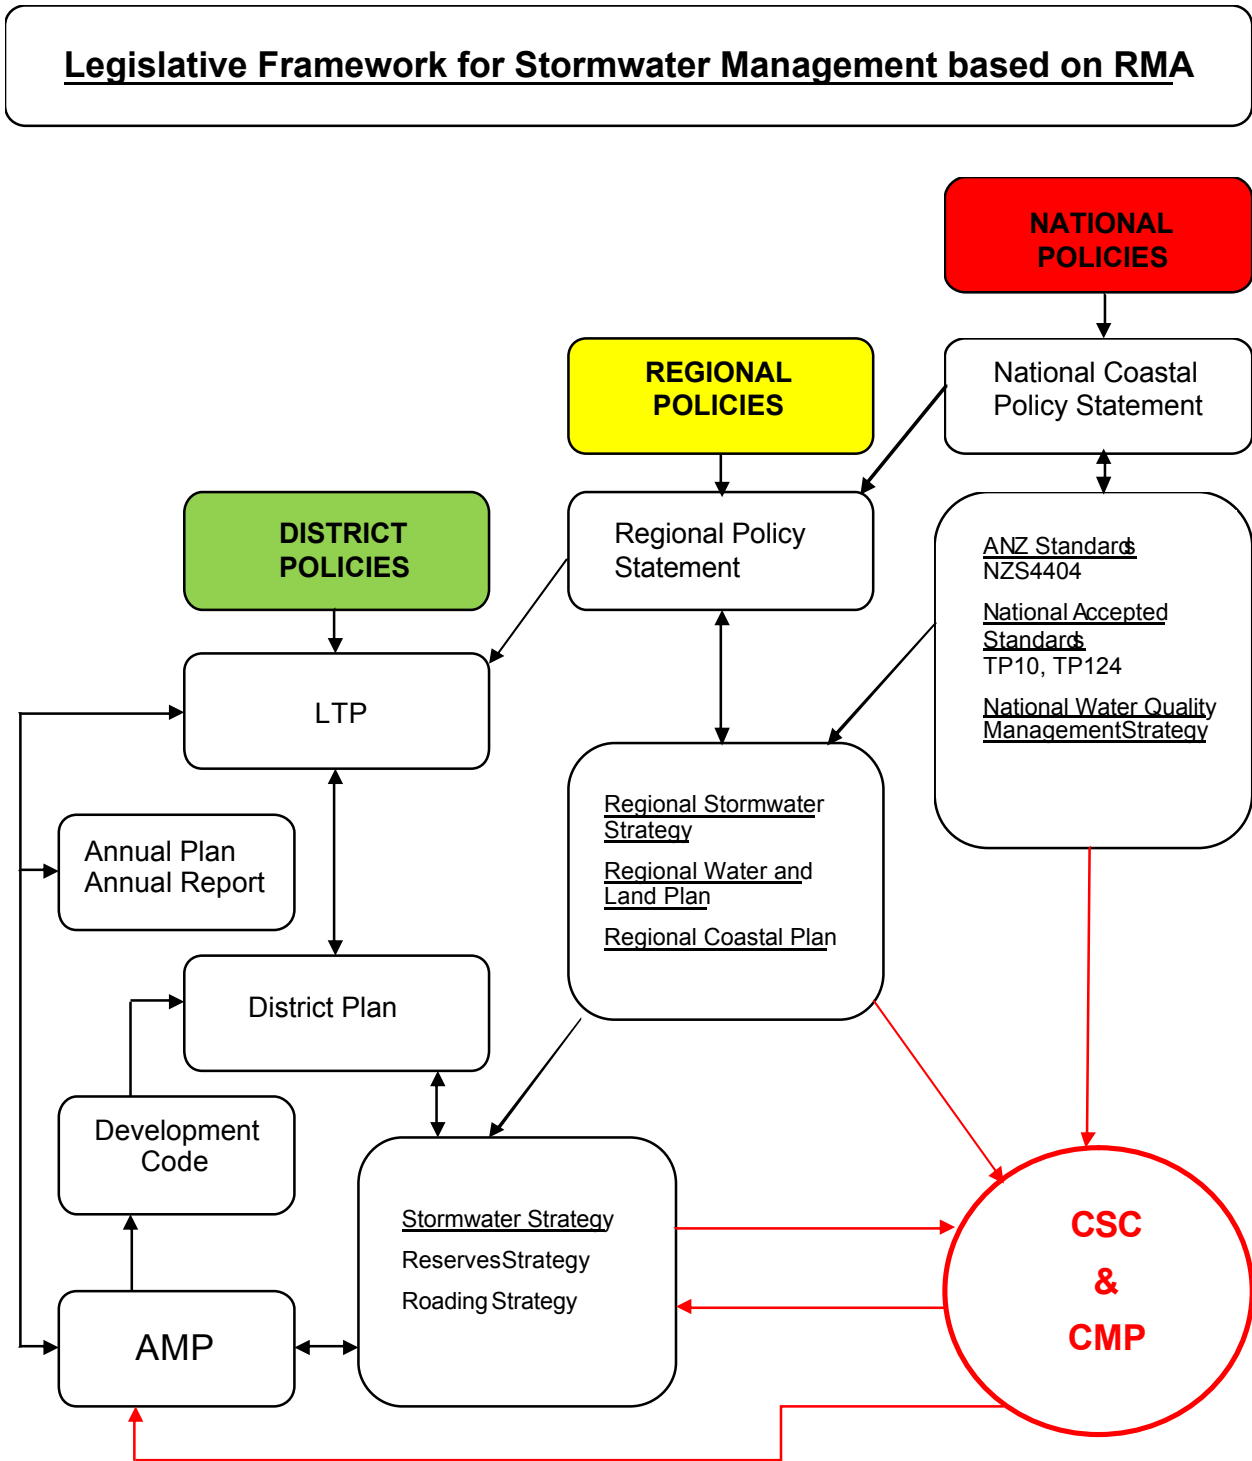 Legislative Framework for Stormwater Management based on RMA
NATIONAL
POLICIES
National Coastal
Policy Statement
REGIONAL
POLICIES
Regional Policy
Statement
DISTRICT
POLICIES
LTP
ANZ Standards
NZS4404
National Accepted
Standards
TP10, TP124
National Water Quality
ManagementStrategy
Regional Stormwater
Strategy
Regional Water and
Land Plan
Regional Coastal Plan
Annual Plan
Annual Report
District Plan
Development
Code
Stormwater Strategy
ReservesStrategy
Roading Strategy
AMP
CSC
&
CMP